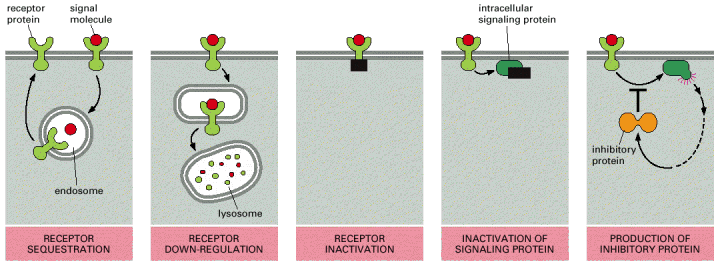 receptor
protein
signal
molecule
endosome
RECEPTOR
SEQUESTRATION
lysosome
RECEPTOR
DOWN-REGULATION
RECEPTOR
INACTIVATION
intracellular
signaling protein
INACTIVATION OF
SIGNALING PROTEIN
inhibitory
protein
PRODUCTION OF
INHIBITORY PROTEIN